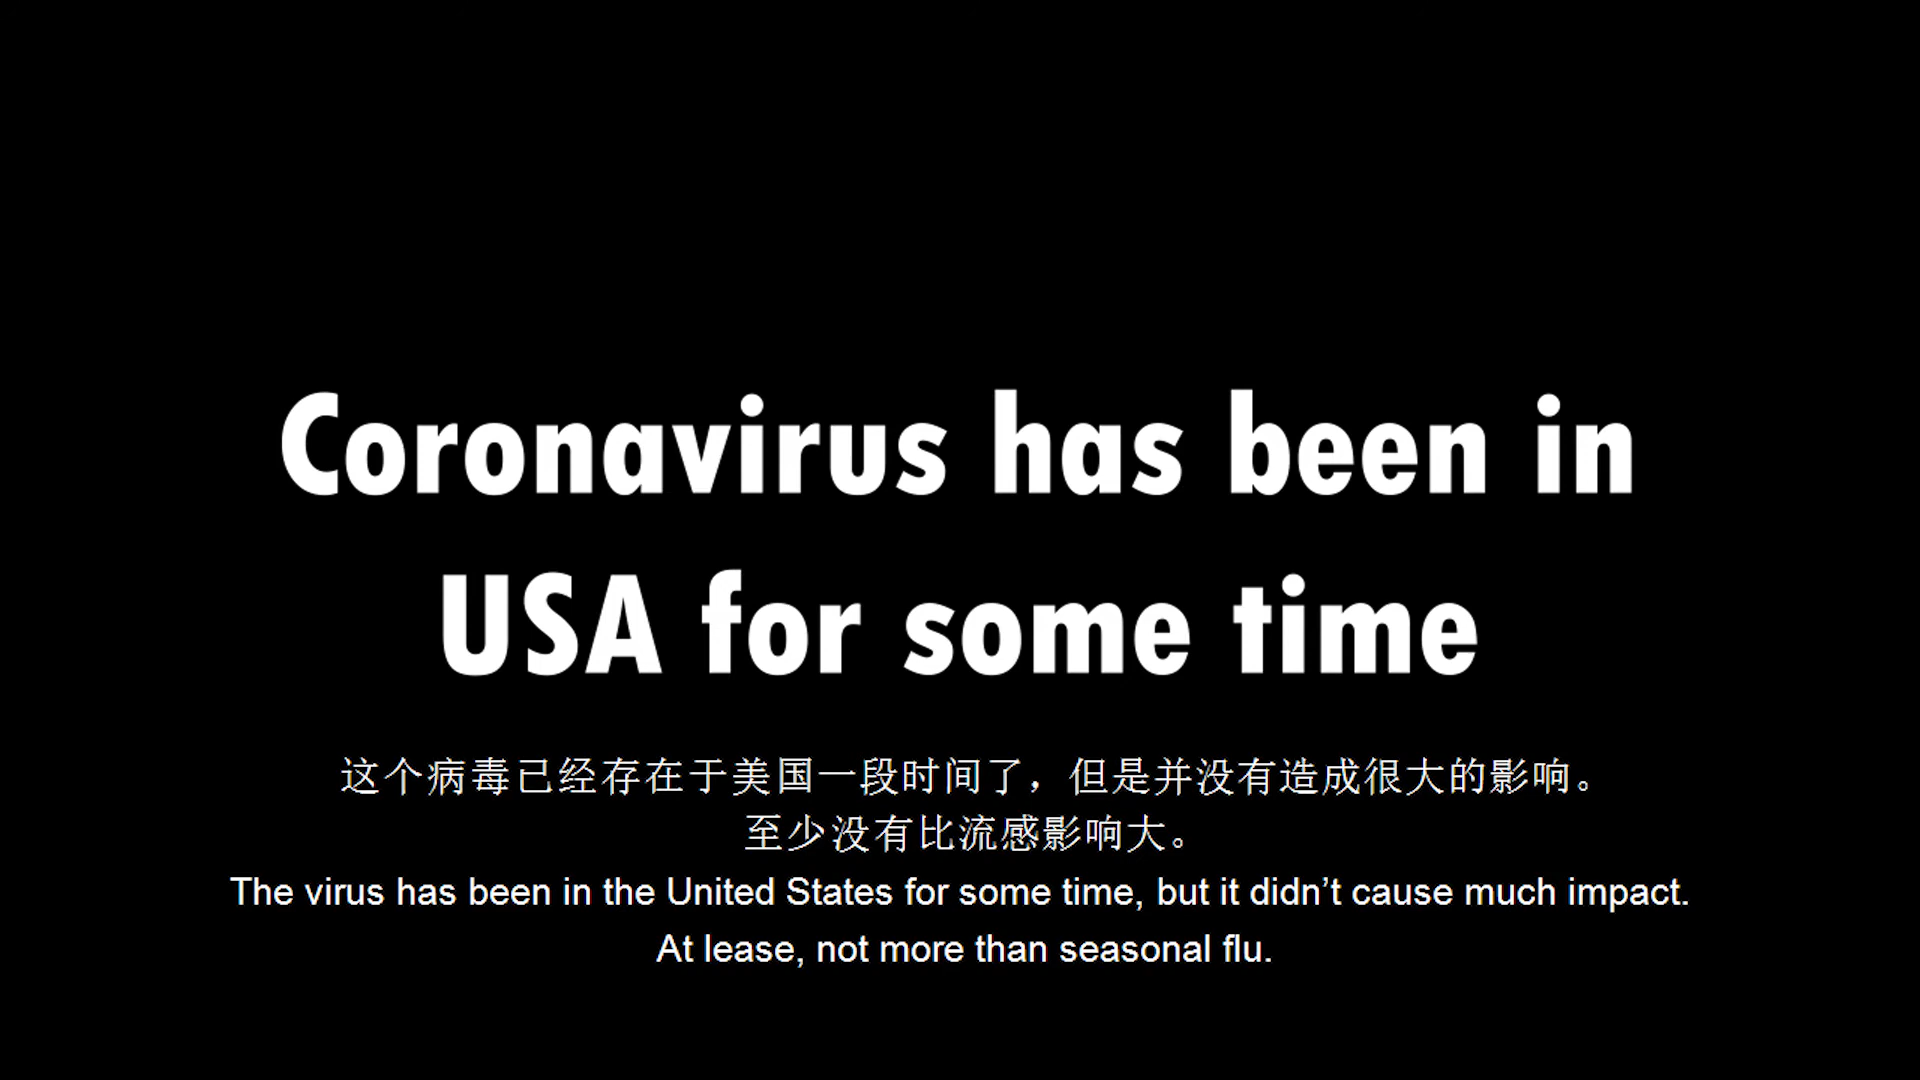 Coronavirus has been in
USA for some time
这个病毒已经存在于美国一段时间了，但是并没有造成很大的影响。
至少没有比流感影响大。
The virus has been in the United States for some time, but it didn’t cause much impact.
At lease, not more than seasonal flu.